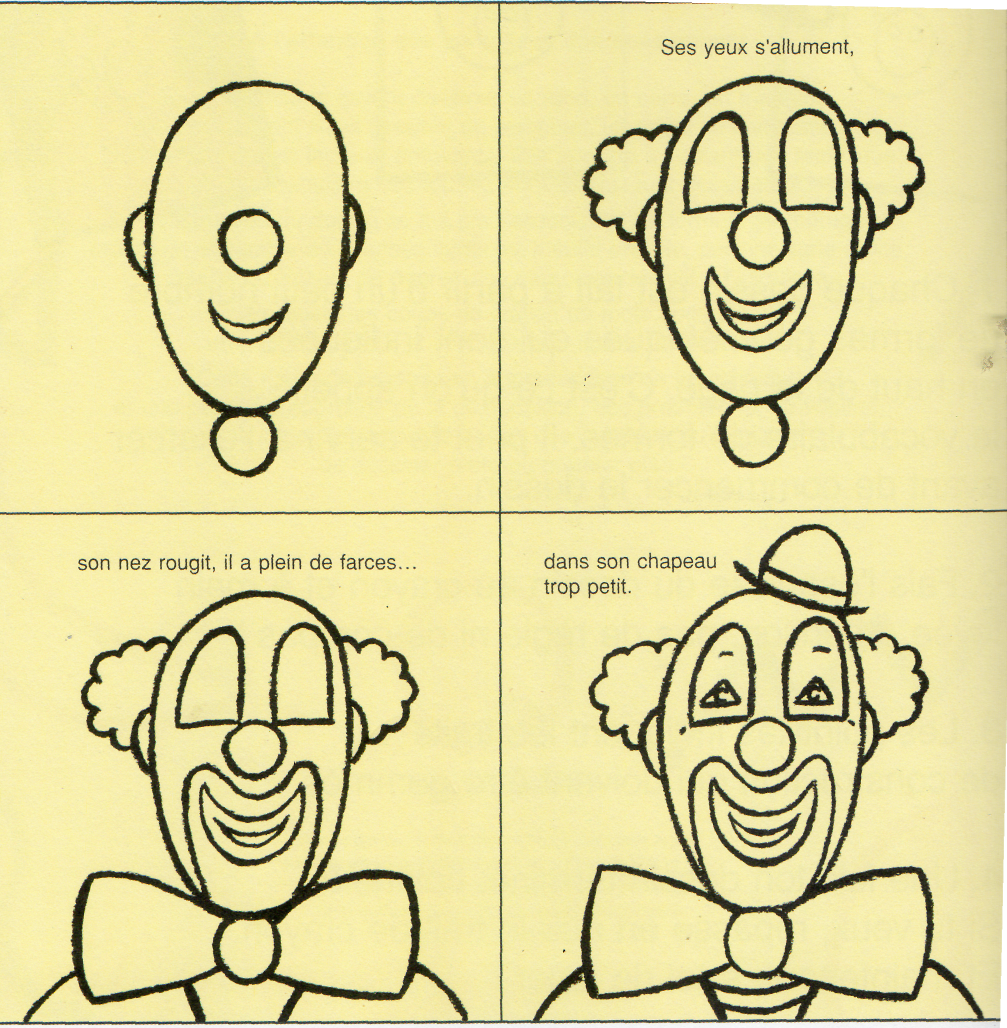 Ses yeux s'allument,
son nez rougit, il a plein de farces...
dans son chapeau
trop petit.